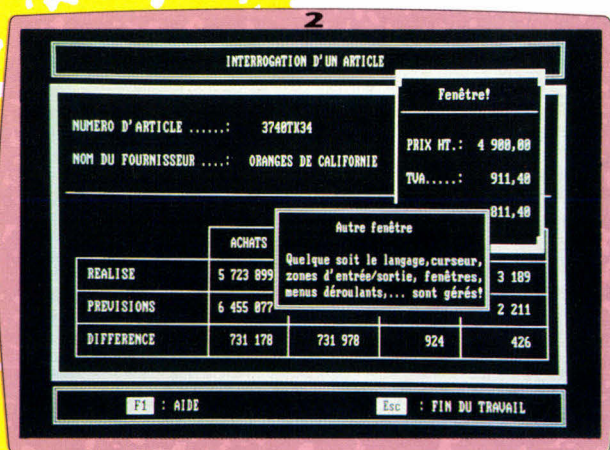 2
INTERROGATION D'UN ARTICLE
Fenêtre!
NUMERO D'ARTICLE ......: 3740TK34
PRIX HT.: 4 900,00
NOM DU FOURNISSEUR ....: ORANGES DE CALIFORNIE
TVA.....: 911,40
811,40
Autre fenêtre
ACHATS
Quelque soit le langage,curseur,
zones d'entrée/sortie, fenêtres,
menus déroulants,... sont gérés!
REALISE 5 723 899 3 189
PREVISIONS 6 455 077 2 211
DIFFERENCE 731 178 731 978 924 426
F1 : AIDE Esc : FIN DU TRAVAIL